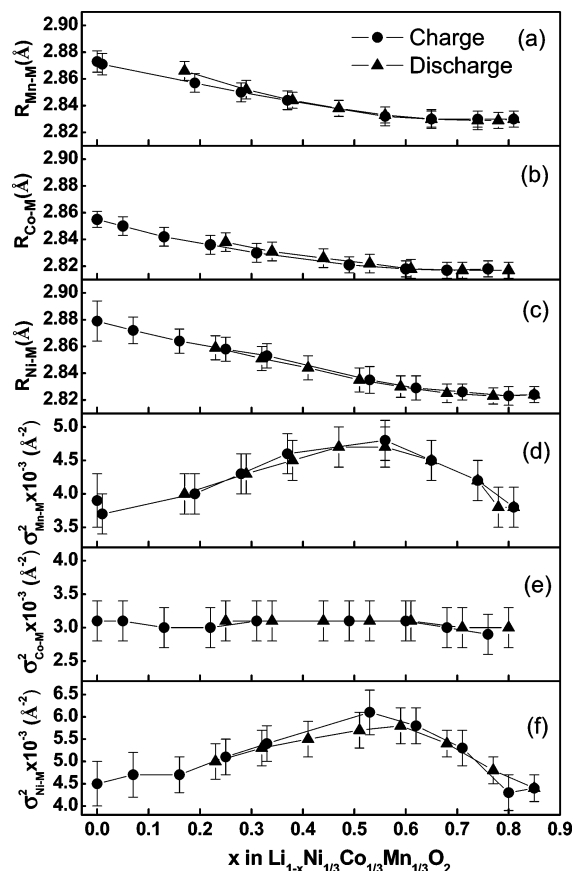 2.90
2.88
2.86
2.84
2.82
R_Mn-M(Å)
Charge
Discharge
(a)
2.90
2.86
2.82
R_Co-M(Å)
(b)
2.90
2.88
2.86
2.84
2.82
R_Ni-M(Å)
(c)
5.0
4.5
4.0
3.5
σ²_Mn-M x10⁻³ (Å⁻²)
(d)
4.0
3.5
3.0
2.5
σ²_Co-M x10⁻³ (Å⁻²)
(e)
6.5
6.0
5.5
5.0
4.5
4.0
σ²_Ni-M x10⁻³ (Å⁻²)
(f)
0.0 0.1 0.2 0.3 0.4 0.5 0.6 0.7 0.8 0.9
x in Li₁₋ₓNi₁/₃Co₁/₃Mn₁/₃O₂